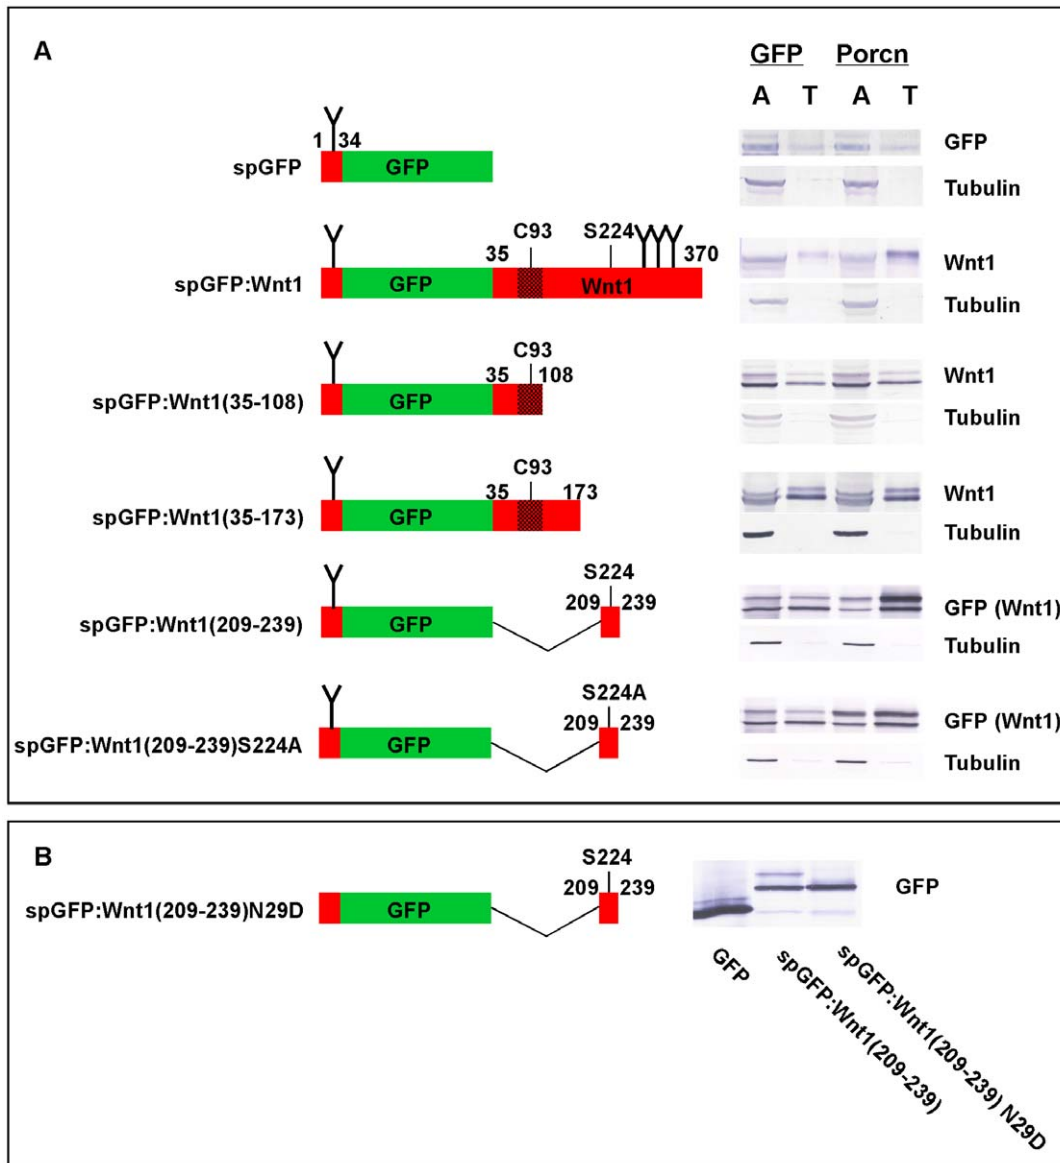 A
GFP Porcn
A T A T
1 34
spGFP GFP
GFP
Tubulin
C93 S224
35 370
spGFP:Wnt1 GFP Wnt1
Wnt1
Tubulin
C93
35 108
spGFP:Wnt1(35-108) GFP
Wnt1
Tubulin
C93
35 173
spGFP:Wnt1(35-173) GFP
Wnt1
Tubulin
S224
209 239
spGFP:Wnt1(209-239) GFP
GFP (Wnt1)
Tubulin
S224A
209 239
spGFP:Wnt1(209-239)S224A GFP
GFP (Wnt1)
Tubulin
B
S224
209 239
spGFP:Wnt1(209-239)N29D GFP
GFP
GFP
spGFP:Wnt1(209-239)
spGFP:Wnt1(209-239) N29D